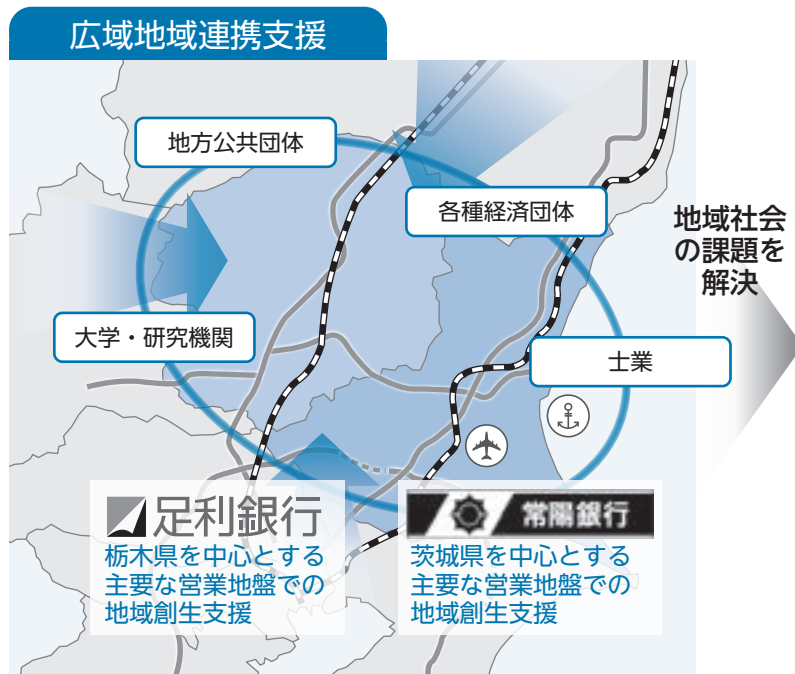 広域地域連携支援
地方公共団体
各種経済団体
地域社会
の課題を
解決
大学・研究機関
士業
足利銀行
栃木県を中心とする
主要な営業地盤での
地域創生支援
常陽銀行
茨城県を中心とする
主要な営業地盤での
地域創生支援